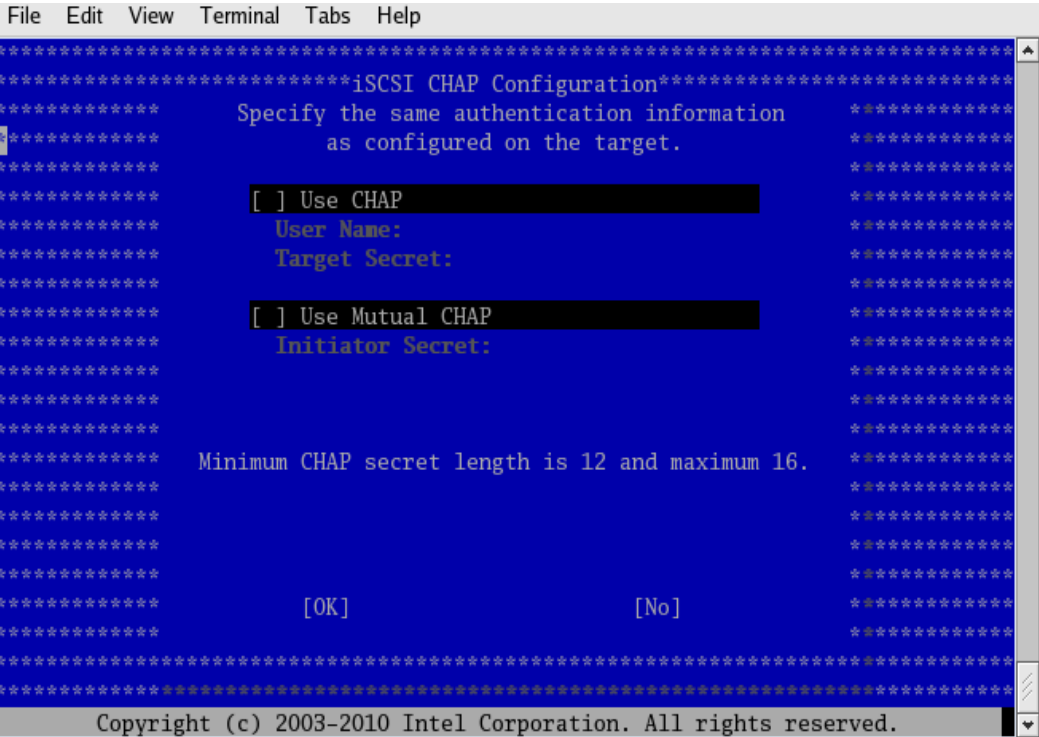 File Edit View Terminal Tabs Help
iSCSI CHAP Configuration
Specify the same authentication information
as configured on the target.
[ ] Use CHAP
User Name:
Target Secret:
[ ] Use Mutual CHAP
Initiator Secret:
Minimum CHAP secret length is 12 and maximum 16.
[OK] [No]
Copyright (c) 2003-2010 Intel Corporation. All rights reserved.